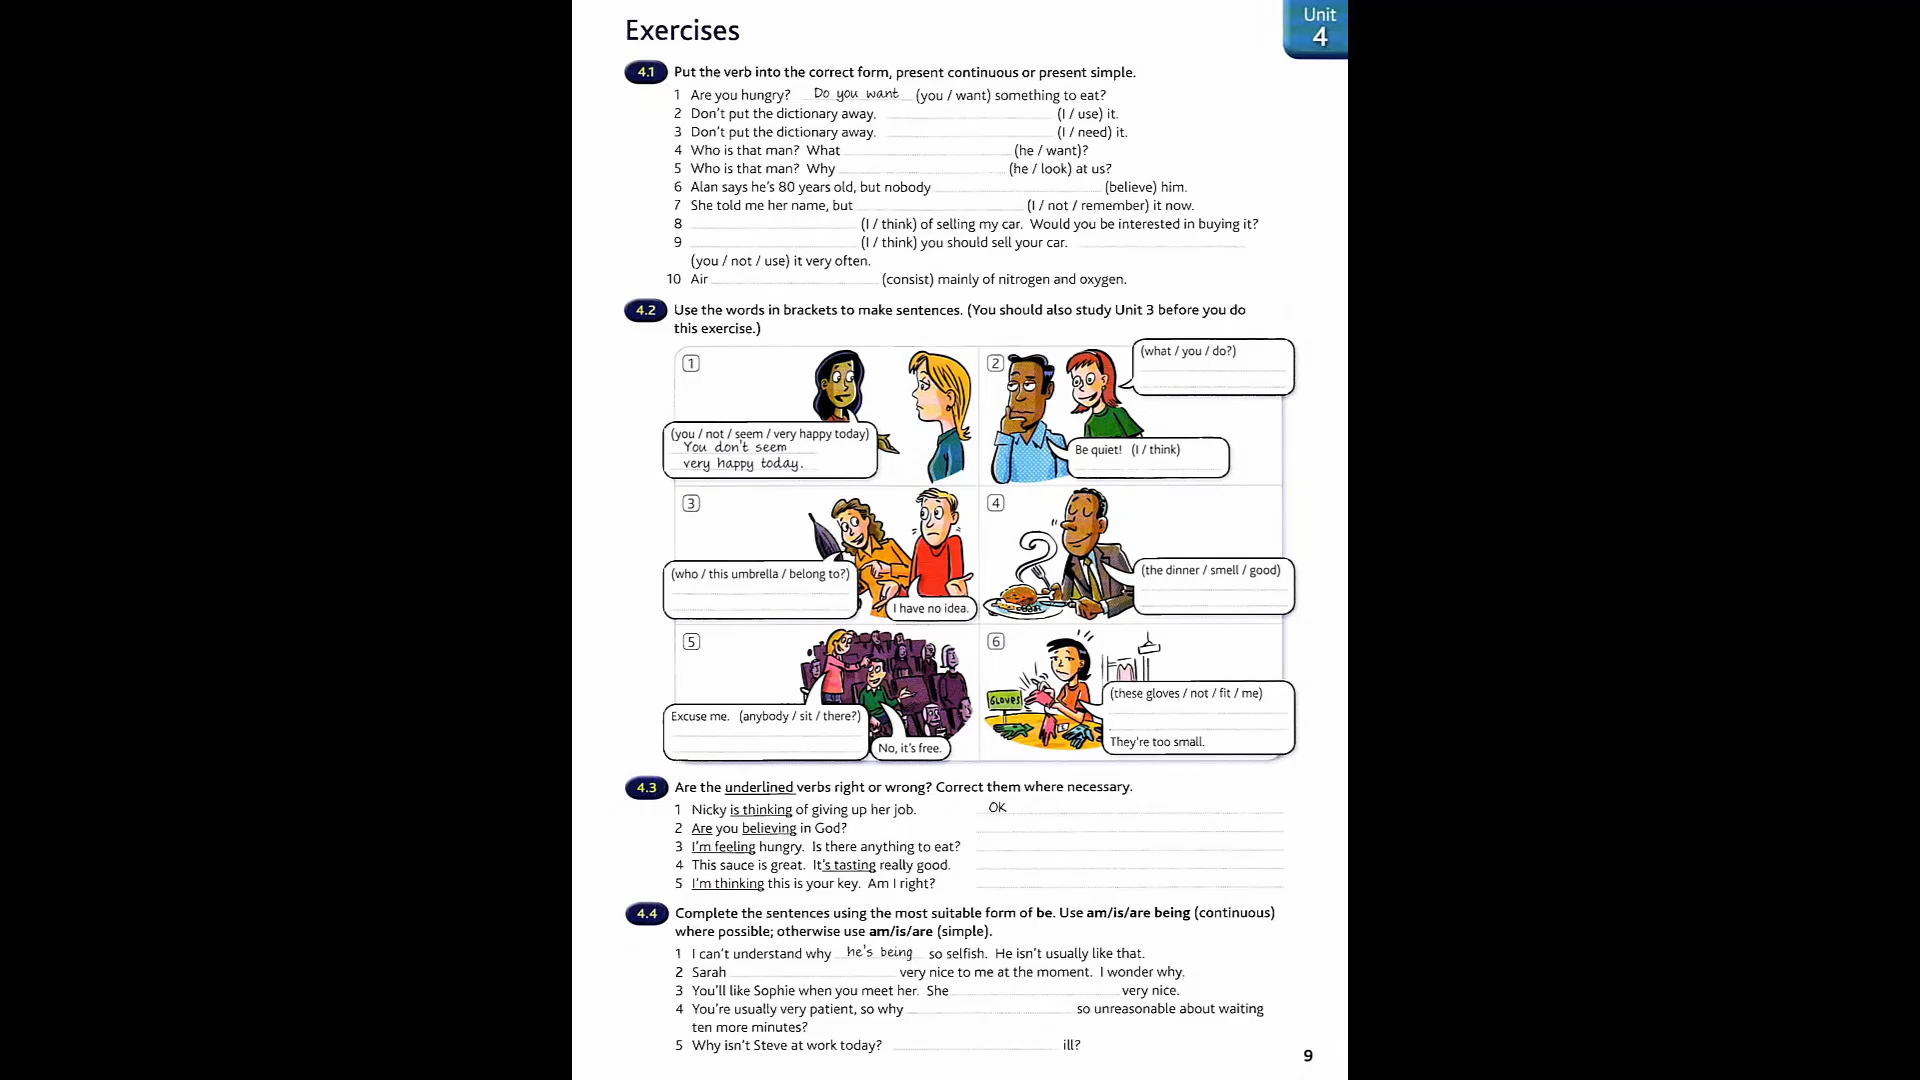 Exercises
Unit
4
4.1 Put the verb into the correct form, present continuous or present simple.
1 Are you hungry? Do you want (you / want) something to eat?
2 Don't put the dictionary away. (I / use) it.
3 Don't put the dictionary away. (I / need) it.
4 Who is that man? What (he / want)?
5 Who is that man? Why (he / look) at us?
6 Alan says he's 80 years old, but nobody (believe) him.
7 She told me her name, but (I / not / remember) it now.
8 (I / think) of selling my car. Would you be interested in buying it?
9 (I / think) you should sell your car.
(you / not / use) it very often.
10 Air (consist) mainly of nitrogen and oxygen.
4.2 Use the words in brackets to make sentences. (You should also study Unit 3 before you do
this exercise.)
1
(you / not / seem / very happy today)
You don't seem
very happy today.
2
(what / you / do?)
Be quiet! (I / think)
3
(who / this umbrella / belong to?)
I have no idea.
4
(the dinner / smell / good)
5
Excuse me. (anybody / sit / there?)
No, it's free.
6
GLOVES
(these gloves / not / fit / me)
They're too small.
4.3 Are the underlined verbs right or wrong? Correct them where necessary.
1 Nicky is thinking of giving up her job. OK
2 Are you believing in God?
3 I'm feeling hungry. Is there anything to eat?
4 This sauce is great. It's tasting really good.
5 I'm thinking this is your key. Am I right?
4.4 Complete the sentences using the most suitable form of be. Use am/is/are being (continuous)
where possible; otherwise use am/is/are (simple).
1 I can't understand why he's being so selfish. He isn't usually like that.
2 Sarah very nice to me at the moment. I wonder why.
3 You'll like Sophie when you meet her. She very nice.
4 You're usually very patient, so why so unreasonable about waiting
ten more minutes?
5 Why isn't Steve at work today? ill?
9